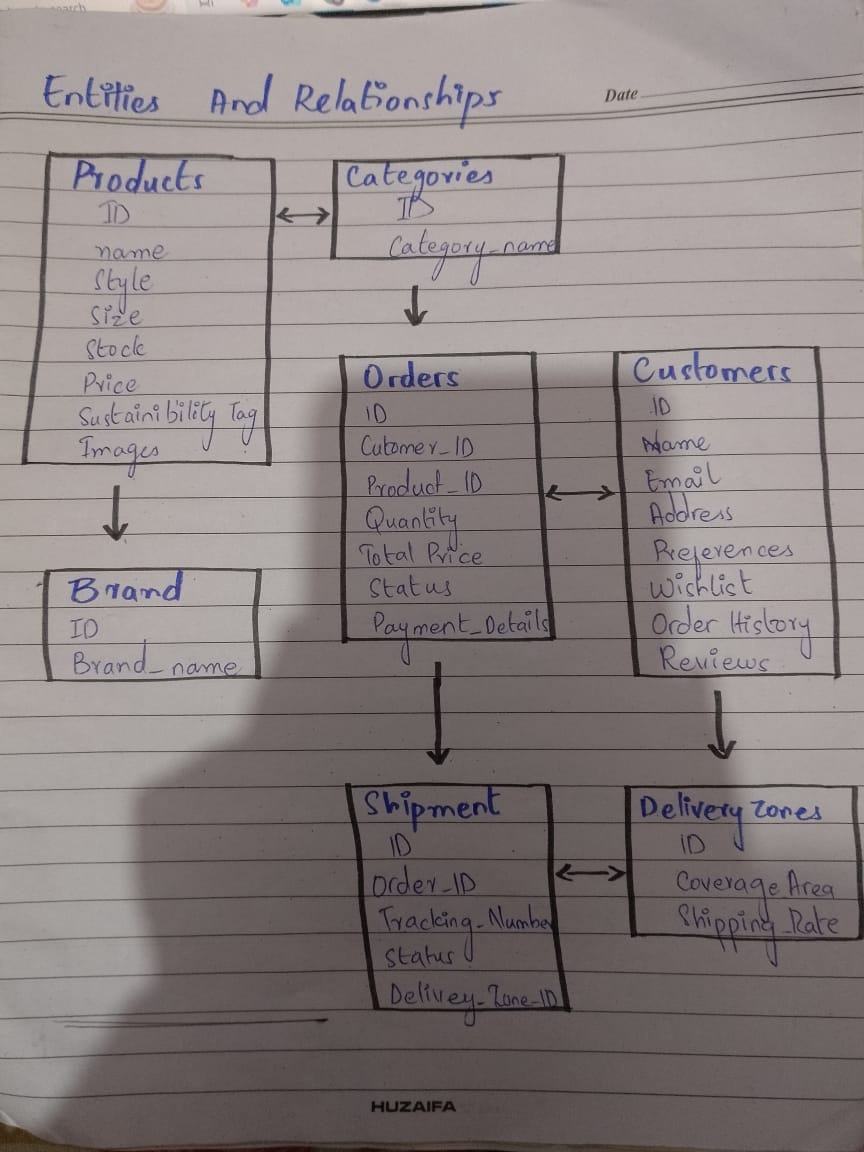 Entities And Relationships
Date
Products
ID
name
Style
Size
Stock
Price
Sustainibility Tag
Images
Categories
ID
Category_name
Brand
ID
Brand_name
Orders
ID
Cutomer_ID
Product_ID
Quantity
Total Price
Status
Payment_Details
Customers
ID
Name
Email
Address
Preferences
Wishlist
Order History
Reviews
Shipment
ID
Order_ID
Tracking_Number
Status
Delivey_Zone_ID
Delivery Zones
ID
Coverage Area
Shipping_Rate
HUZAIFA